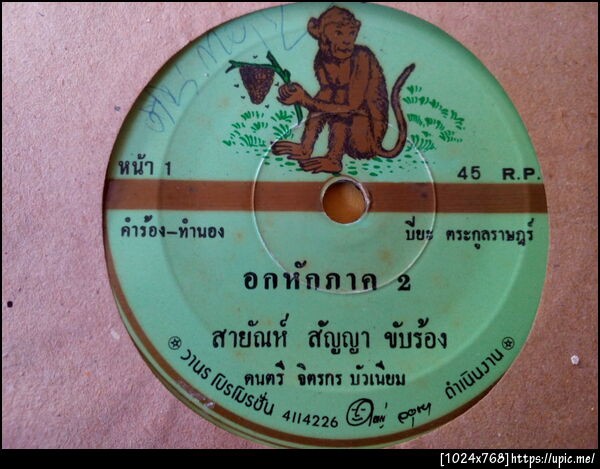 หน้า 1
45 R.P.
คำร้อง-ทำนอง
บียะ ตระกูลราษฎร์
อกหักภาค 2
สายัณห์ สัญญา ขับร้อง
ดนตรี จิตรกร บัวเนียม
วานร โปรโมชั่น 4114226
ดำเนินงาน
[1024x768]https://upic.me/